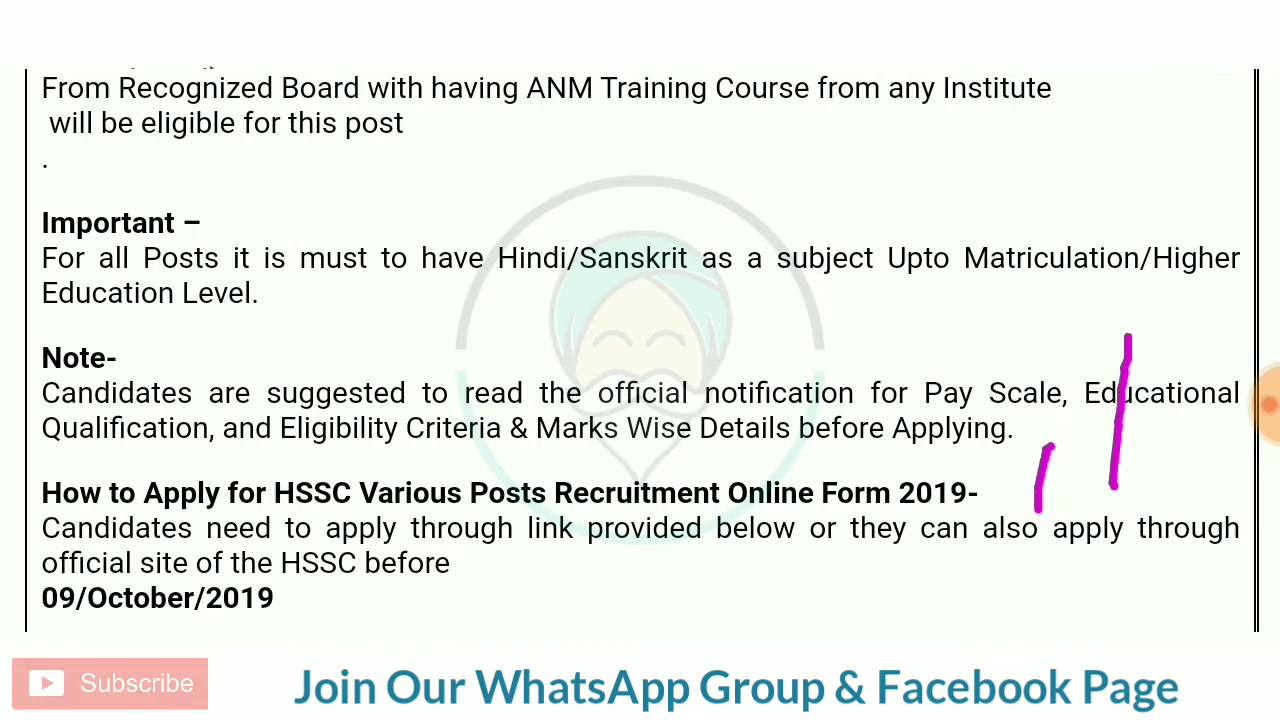 From Recognized Board with having ANM Training Course from any Institute
will be eligible for this post
.
Important –
For all Posts it is must to have Hindi/Sanskrit as a subject Upto Matriculation/Higher
Education Level.
Note-
Candidates are suggested to read the official notification for Pay Scale, Educational
Qualification, and Eligibility Criteria & Marks Wise Details before Applying.
How to Apply for HSSC Various Posts Recruitment Online Form 2019-
Candidates need to apply through link provided below or they can also apply through
official site of the HSSC before
09/October/2019
Subscribe
Join Our WhatsApp Group & Facebook Page